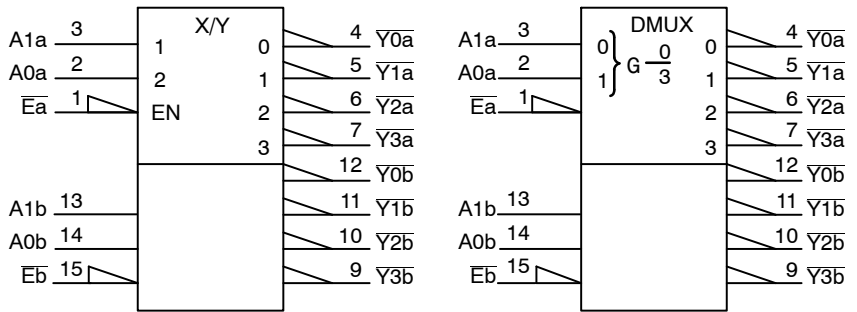 X/Y
A1a 3 1 0 4 Y0a
A0a 2 2 1 5 Y1a
Ea 1 EN 2 6 Y2a
3 7 Y3a
12 Y0b
A1b 13 11 Y1b
A0b 14 10 Y2b
Eb 15 9 Y3b
DMUX
A1a 3 0 G 0 0 4 Y0a
A0a 2 1 3 1 5 Y1a
Ea 1 2 6 Y2a
3 7 Y3a
12 Y0b
A1b 13 11 Y1b
A0b 14 10 Y2b
Eb 15 9 Y3b